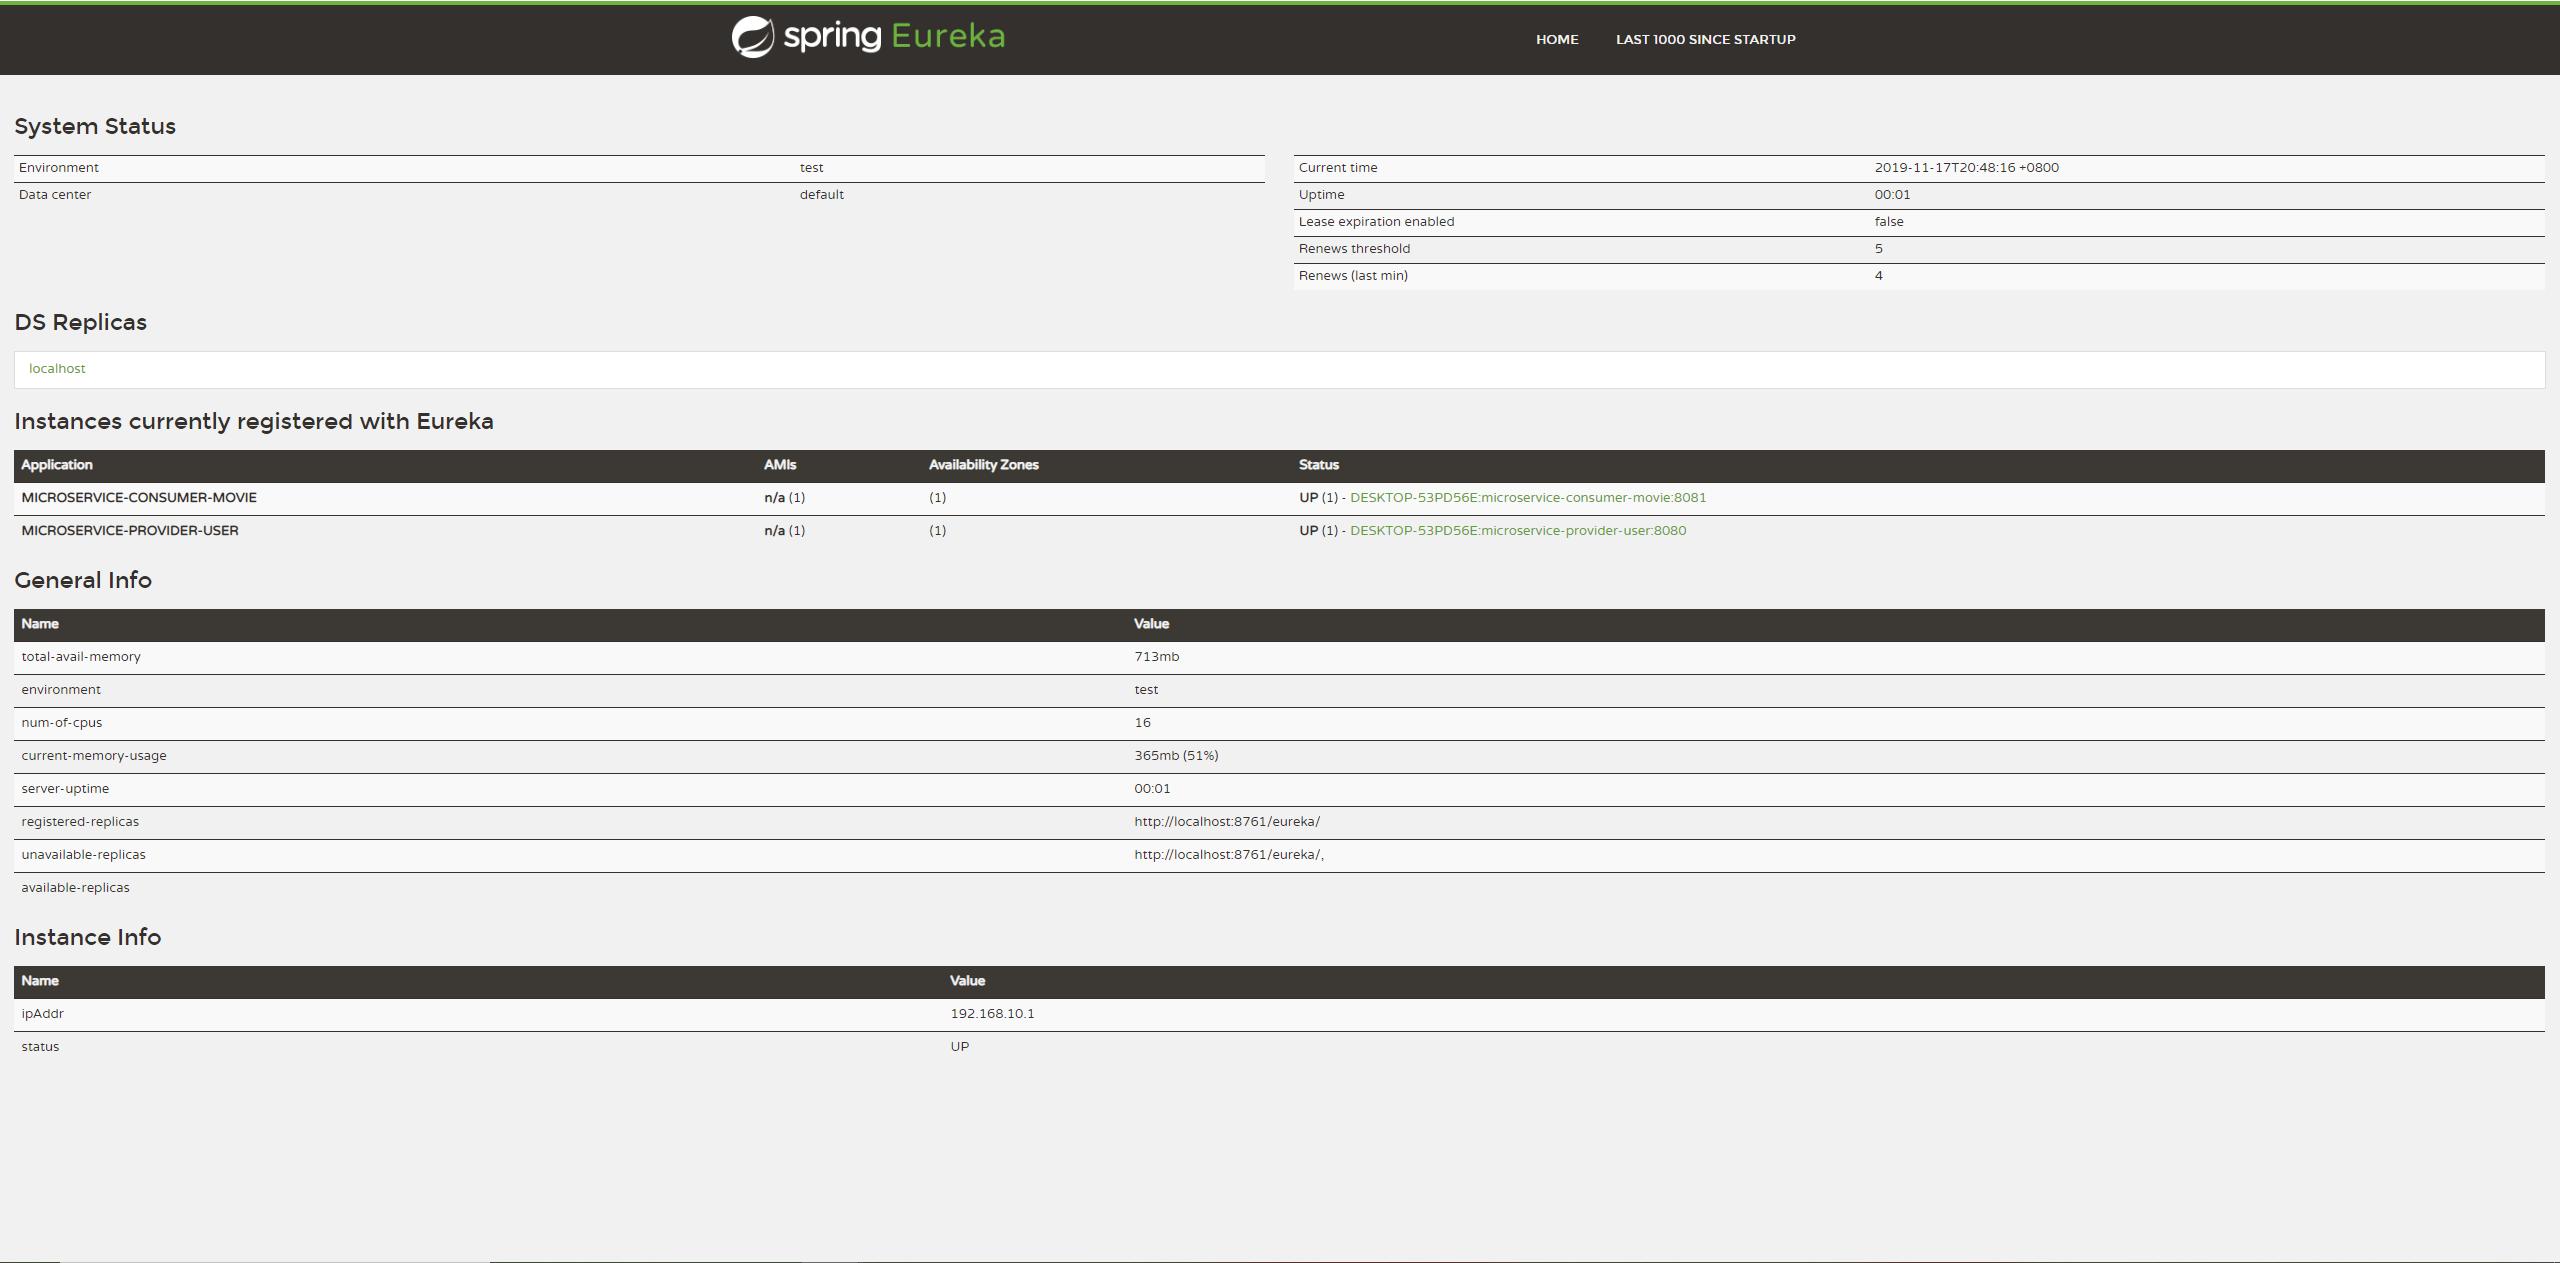 spring Eureka
HOME LAST 1000 SINCE STARTUP
System Status
Environment test
Data center default
Current time 2019-11-17T20:48:16 +0800
Uptime 00:01
Lease expiration enabled false
Renews threshold 5
Renews (last min) 4
DS Replicas
localhost
Instances currently registered with Eureka
Application AMIs Availability Zones Status
MICROSERVICE-CONSUMER-MOVIE n/a (1) (1) UP (1) - DESKTOP-53PD56E:microservice-consumer-movie:8081
MICROSERVICE-PROVIDER-USER n/a (1) (1) UP (1) - DESKTOP-53PD56E:microservice-provider-user:8080
General Info
Name Value
total-avail-memory 713mb
environment test
num-of-cpus 16
current-memory-usage 365mb (51%)
server-uptime 00:01
registered-replicas http://localhost:8761/eureka/
unavailable-replicas http://localhost:8761/eureka/,
available-replicas
Instance Info
Name Value
ipAddr 192.168.10.1
status UP